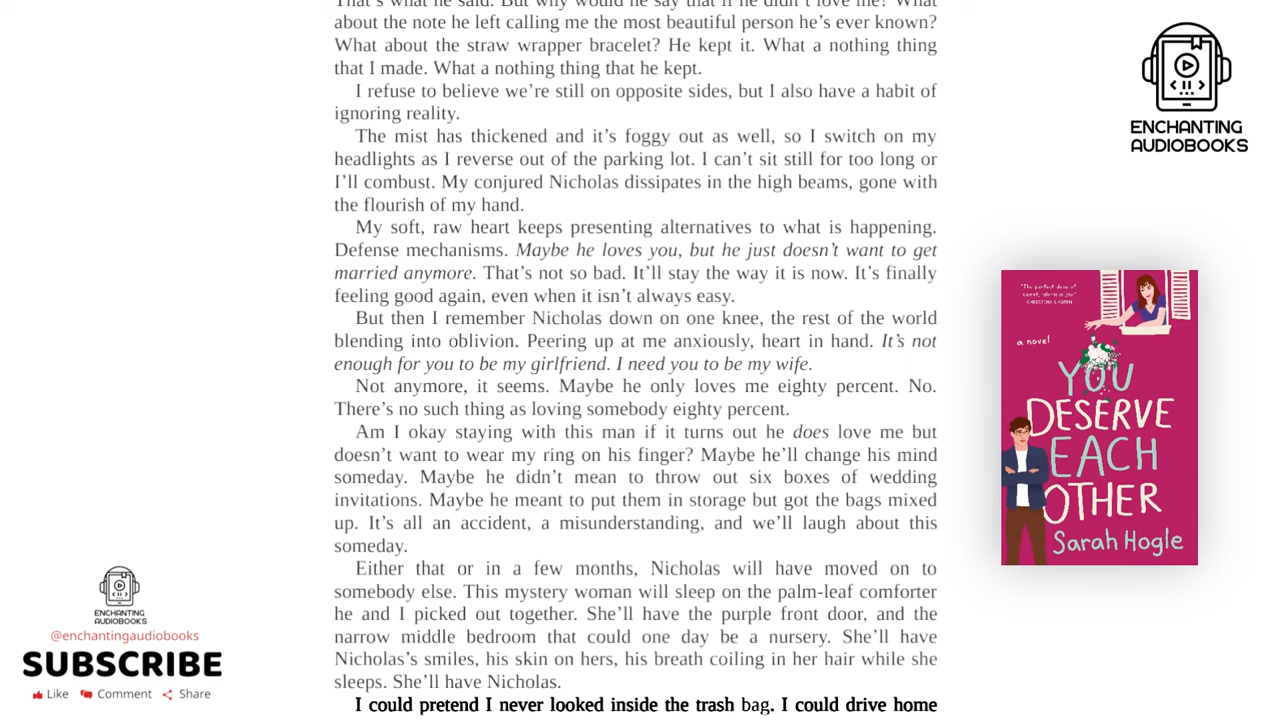 That's what he said. But why would he say that if he didn't love me? What
about the note he left calling me the most beautiful person he's ever known?
What about the straw wrapper bracelet? He kept it. What a nothing thing
that I made. What a nothing thing that he kept.
I refuse to believe we're still on opposite sides, but I also have a habit of
ignoring reality.
The mist has thickened and it's foggy out as well, so I switch on my
headlights as I reverse out of the parking lot. I can't sit still for too long or
I'll combust. My conjured Nicholas dissipates in the high beams, gone with
the flourish of my hand.
My soft, raw heart keeps presenting alternatives to what is happening.
Defense mechanisms. Maybe he loves you, but he just doesn't want to get
married anymore. That's not so bad. It'll stay the way it is now. It's finally
feeling good again, even when it isn't always easy.
But then I remember Nicholas down on one knee, the rest of the world
blending into oblivion. Peering up at me anxiously, heart in hand. It's not
enough for you to be my girlfriend. I need you to be my wife.
Not anymore, it seems. Maybe he only loves me eighty percent. No.
There's no such thing as loving somebody eighty percent.
Am I okay staying with this man if it turns out he does love me but
doesn't want to wear my ring on his finger? Maybe he'll change his mind
someday. Maybe he didn't mean to throw out six boxes of wedding
invitations. Maybe he meant to put them in storage but got the bags mixed
up. It's all an accident, a misunderstanding, and we'll laugh about this
someday.
Either that or in a few months, Nicholas will have moved on to
somebody else. This mystery woman will sleep on the palm-leaf comforter
he and I picked out together. She'll have the purple front door, and the
narrow middle bedroom that could one day be a nursery. She'll have
Nicholas's smiles, his skin on hers, his breath coiling in her hair while she
sleeps. She'll have Nicholas.
I could pretend I never looked inside the trash bag. I could drive home
ENCHANTING
AUDIOBOOKS
"The perfect dose of
CHRISTINA LAUREN
a novel
YOU
DESERVE
EACH
OTHER
Sarah Hogle
ENCHANTING
AUDIOBOOKS
@enchantingaudiobooks
SUBSCRIBE
Like Comment Share